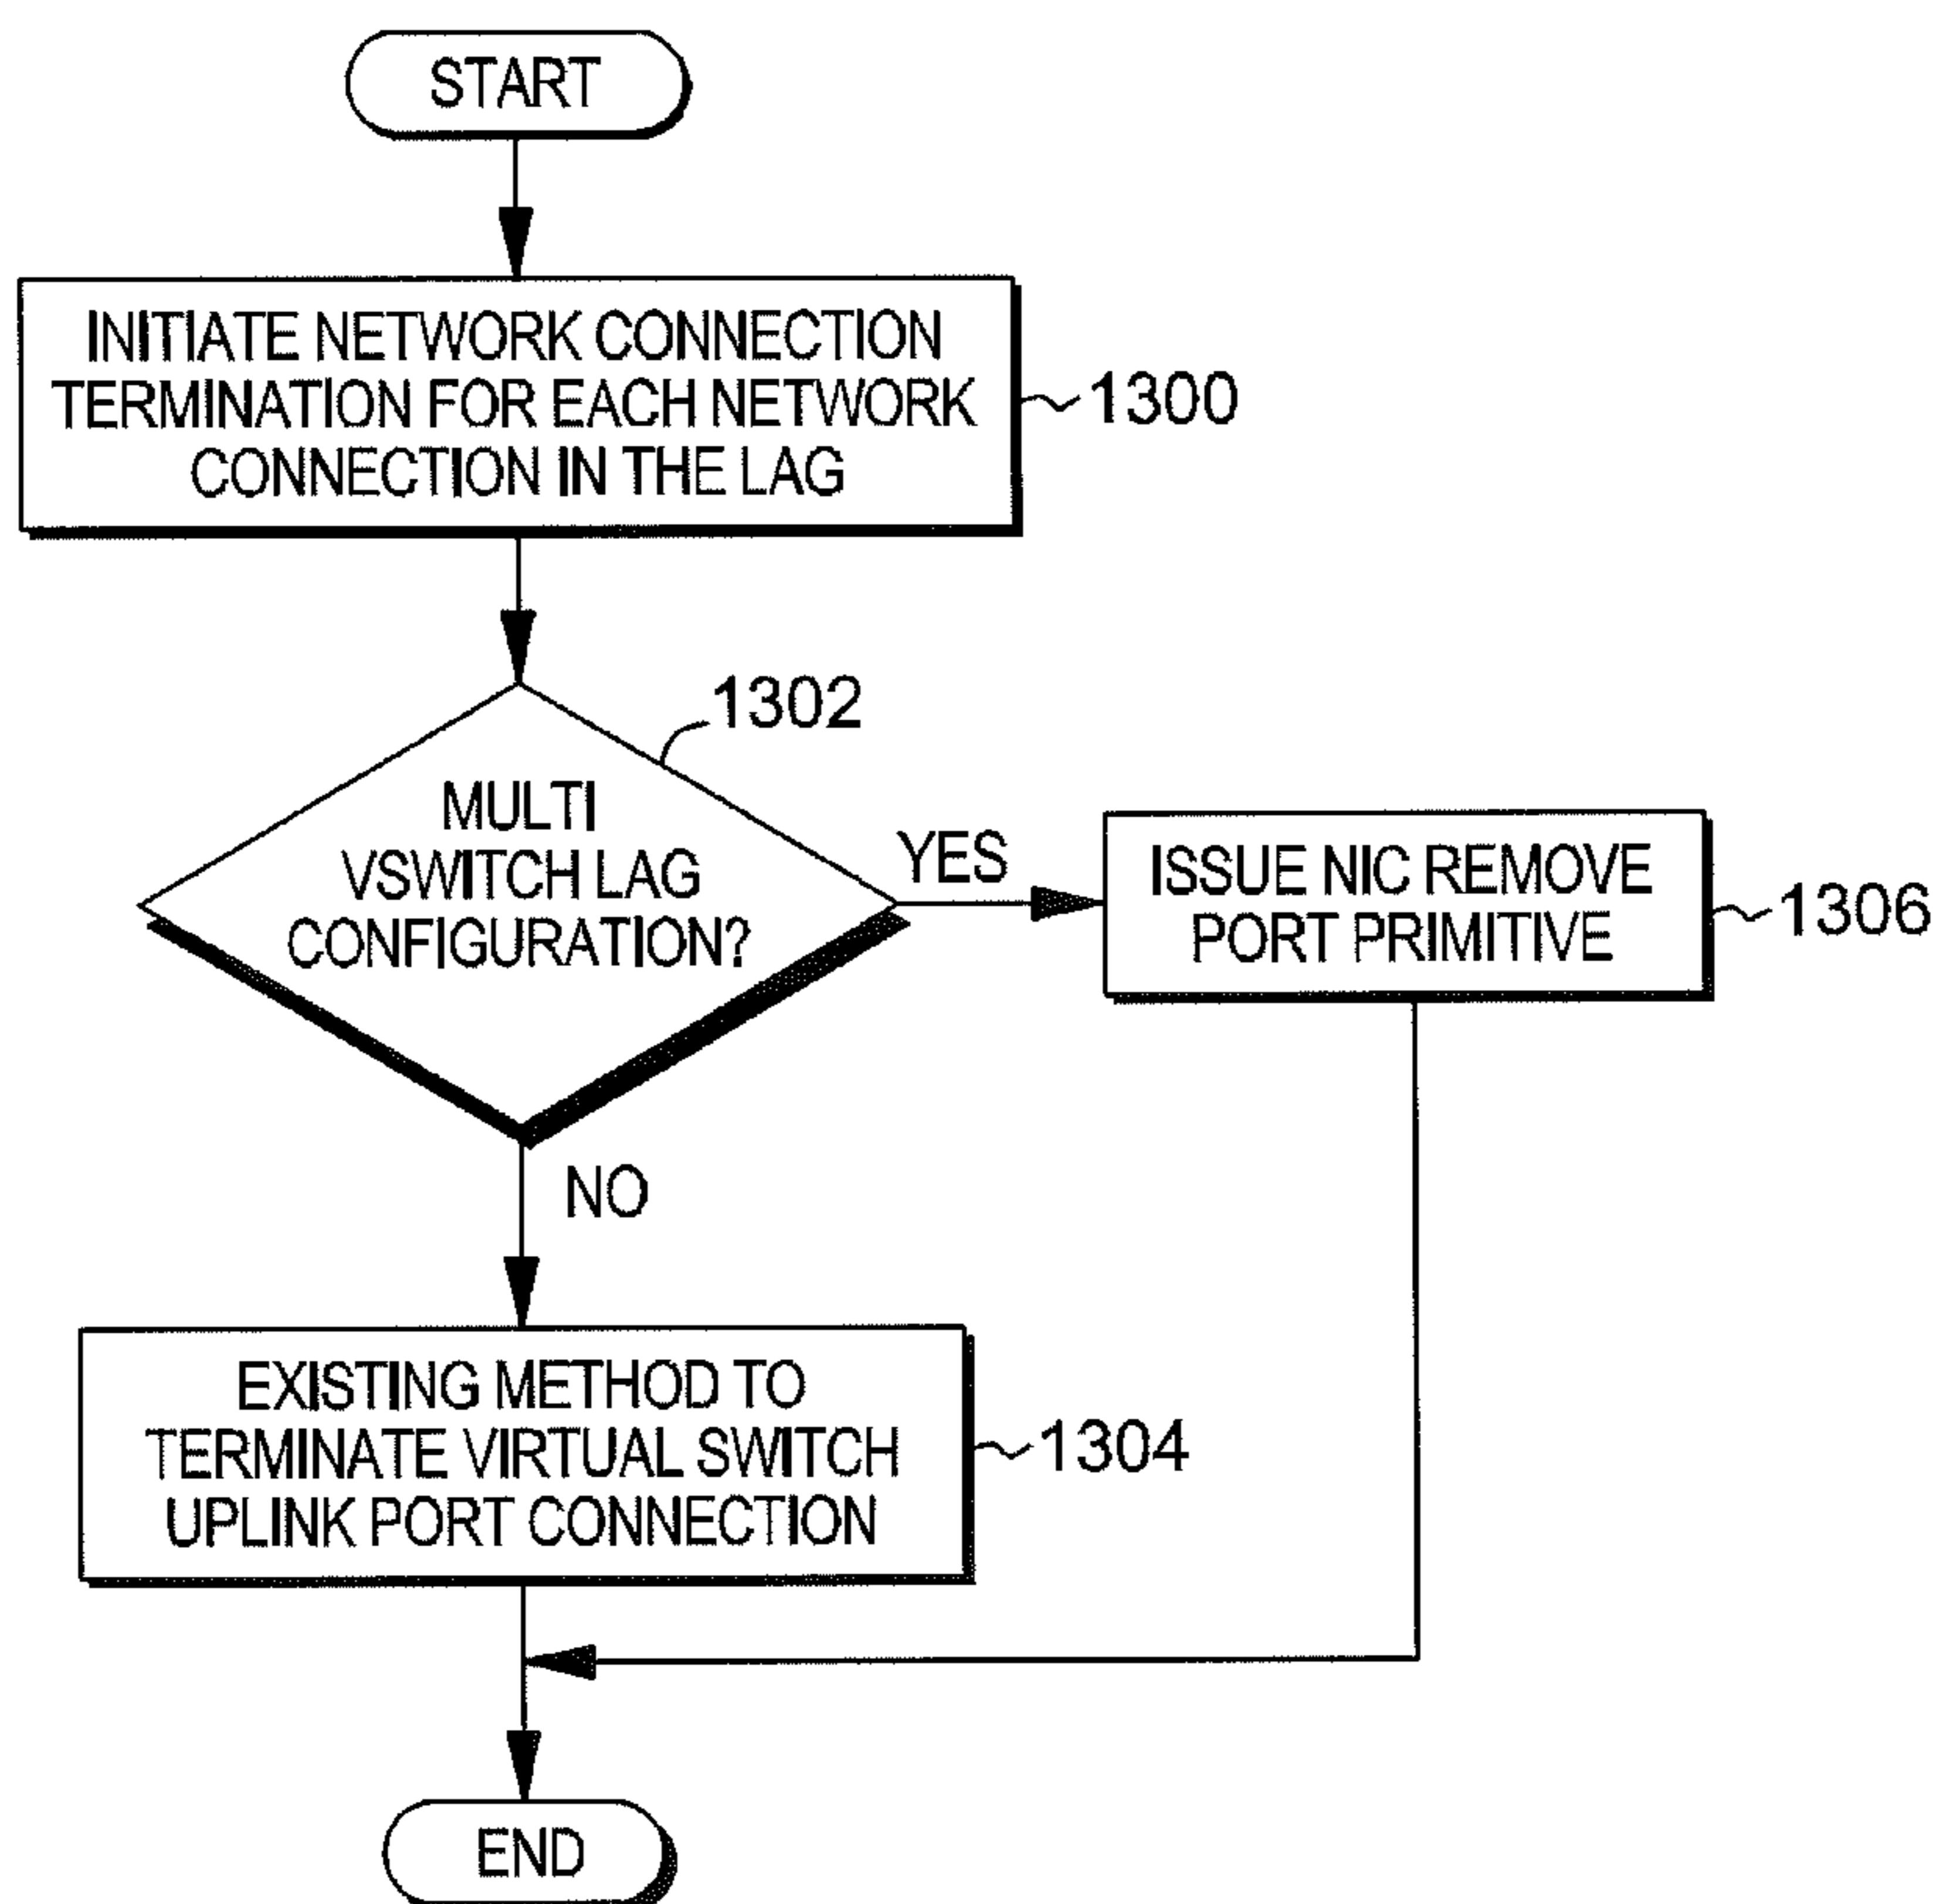 START
INITIATE NETWORK CONNECTION
TERMINATION FOR EACH NETWORK
CONNECTION IN THE LAG
1300
1302
MULTI
VSWITCH LAG
CONFIGURATION?
YES
ISSUE NIC REMOVE
PORT PRIMITIVE
1306
NO
EXISTING METHOD TO
TERMINATE VIRTUAL SWITCH
UPLINK PORT CONNECTION
1304
END